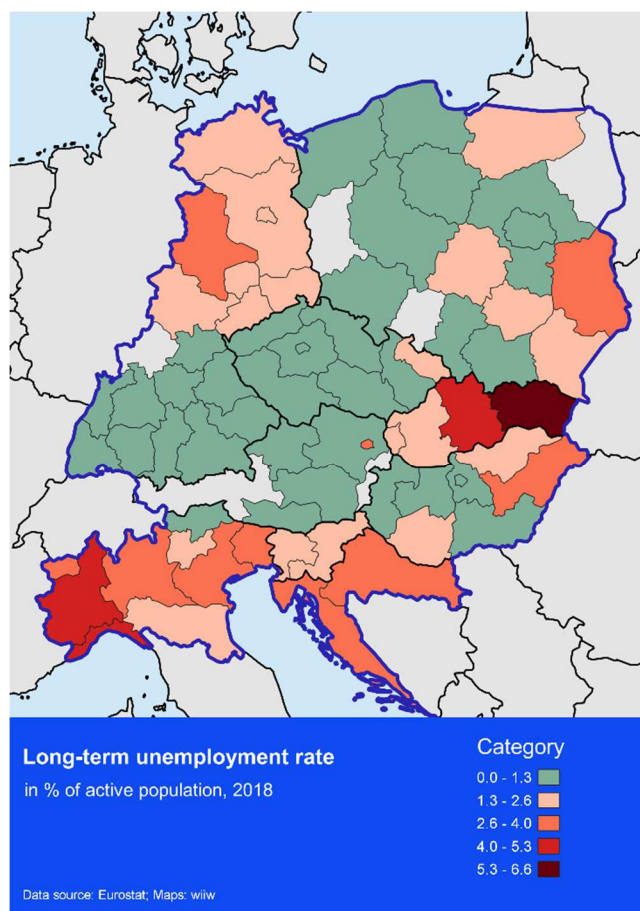 Long-term unemployment rate
in % of active population, 2018
Category
0.0 - 1.3
1.3 - 2.6
2.6 - 4.0
4.0 - 5.3
5.3 - 6.6
Data source: Eurostat; Maps: wiiw